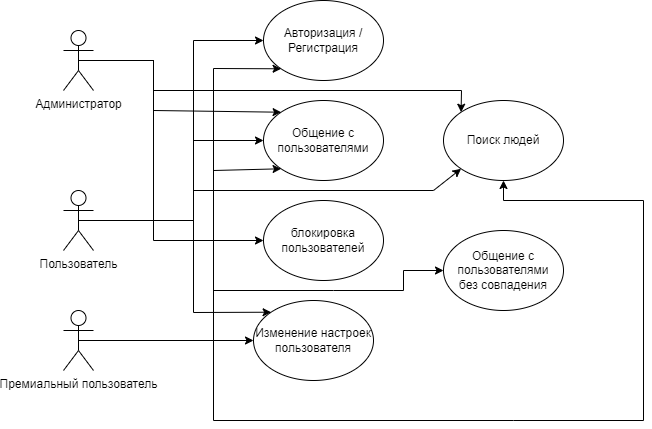 Авторизация /
Регистрация
Администратор
Общение с
пользователями
Поиск людей
Пользователь
блокировка
пользователей
Общение с
пользователями
без совпадения
Изменение настроек
пользователя
Премиальный пользователь